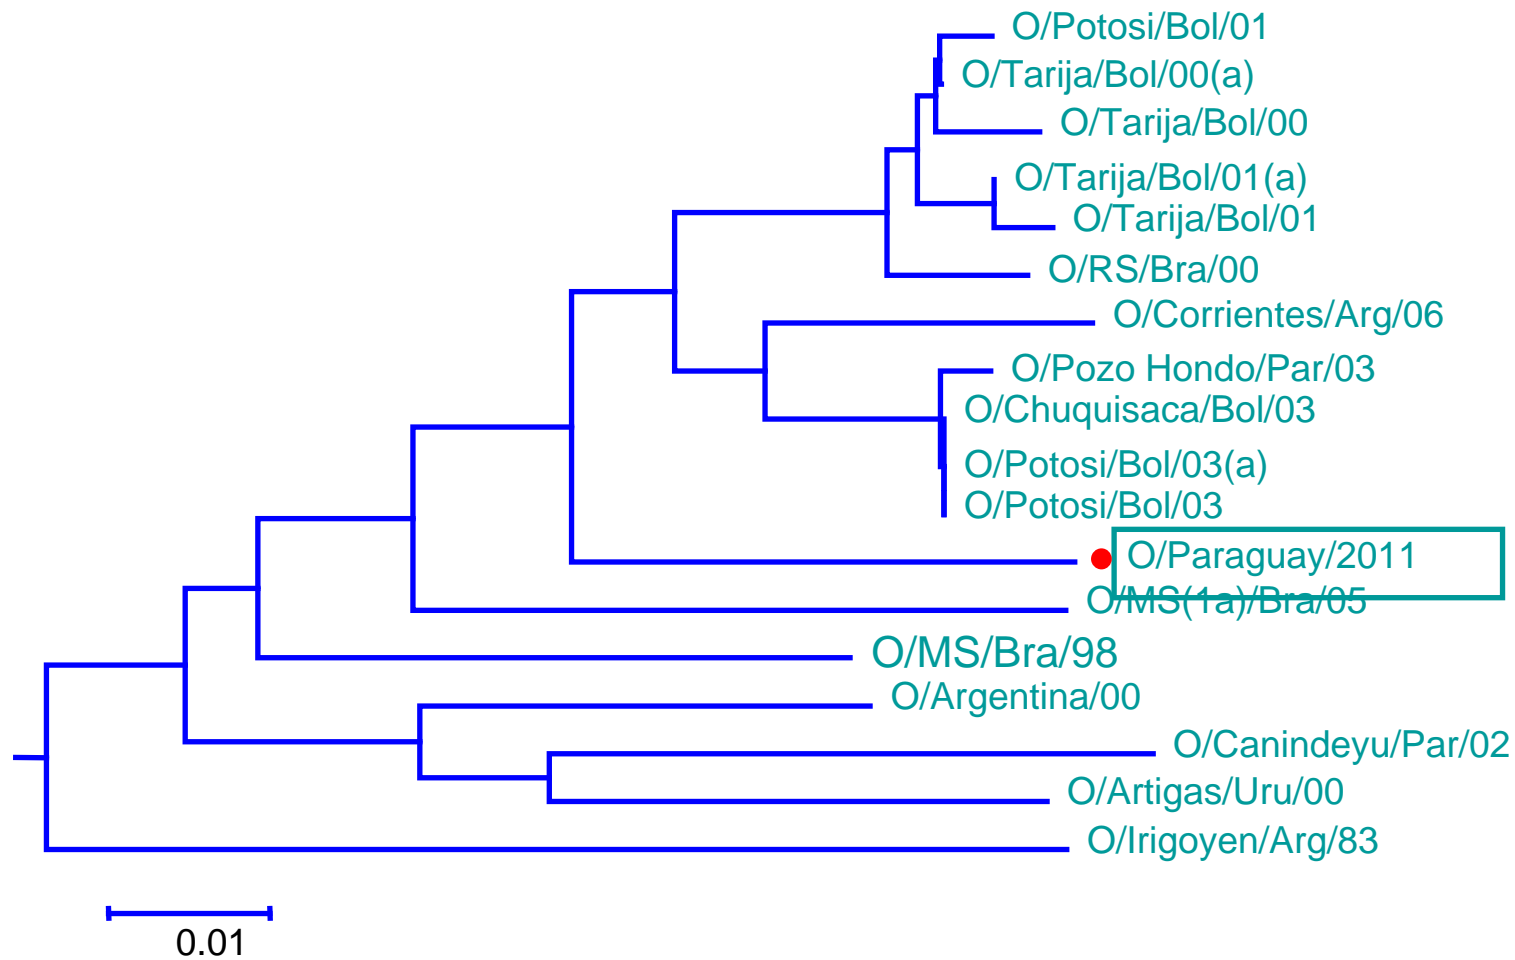 O/Potosi/Bol/01
O/Tarija/Bol/00(a)
O/Tarija/Bol/00
O/Tarija/Bol/01(a)
O/Tarija/Bol/01
O/RS/Bra/00
O/Corrientes/Arg/06
O/Pozo Hondo/Par/03
O/Chuquisaca/Bol/03
O/Potosi/Bol/03(a)
O/Potosi/Bol/03
O/Paraguay/2011
O/MS(1a)/Bra/05
O/MS/Bra/98
O/Argentina/00
O/Canindeyu/Par/02
O/Artigas/Uru/00
O/Irigoyen/Arg/83
0.01